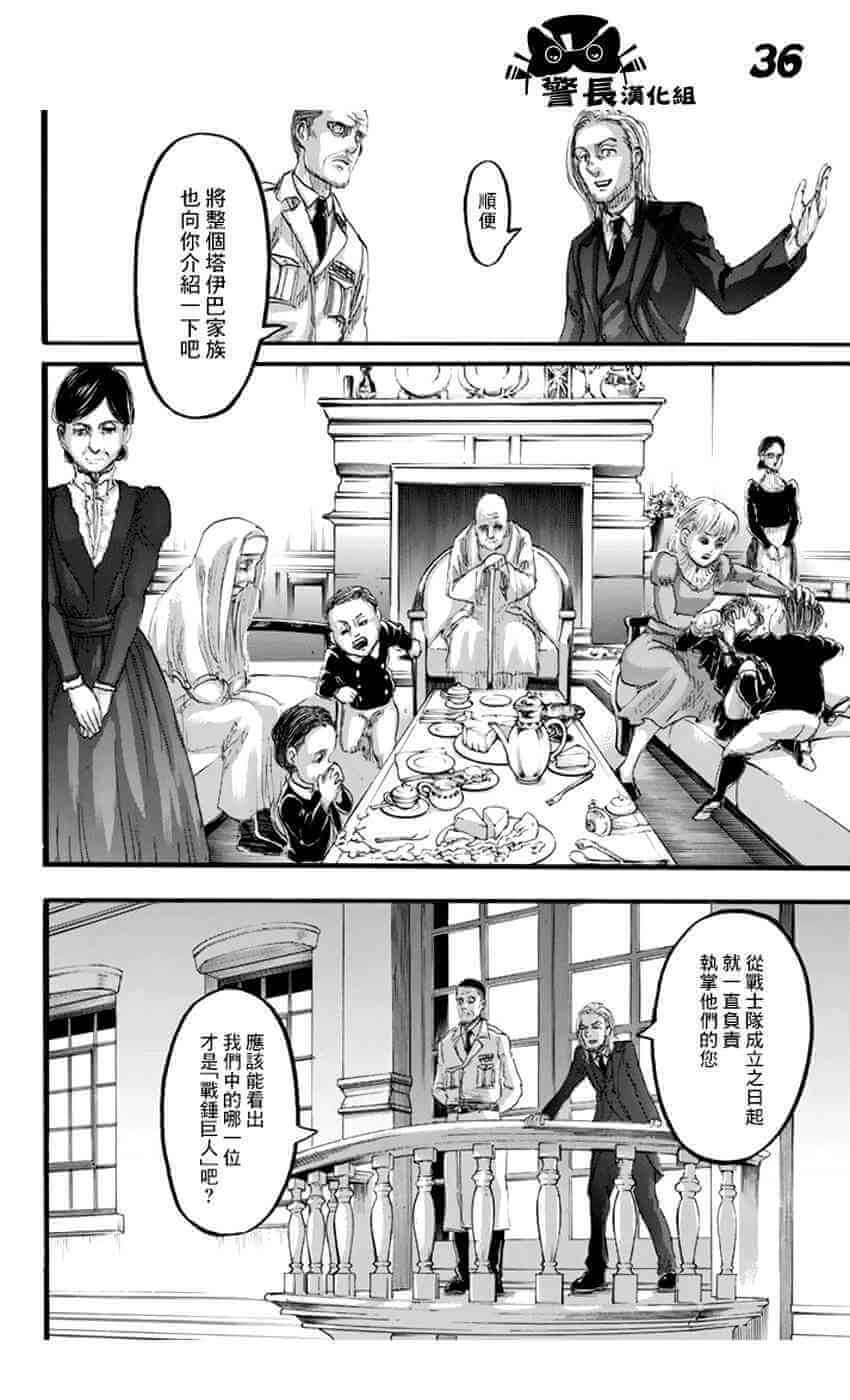 36
警長漢化組
順便
將整個塔伊巴家族
也向你介紹一下吧
從戰士隊成立之日起
就一直負責
執掌他們的您
應該能看出
我們中的哪一位
才是「戰錘巨人」吧？